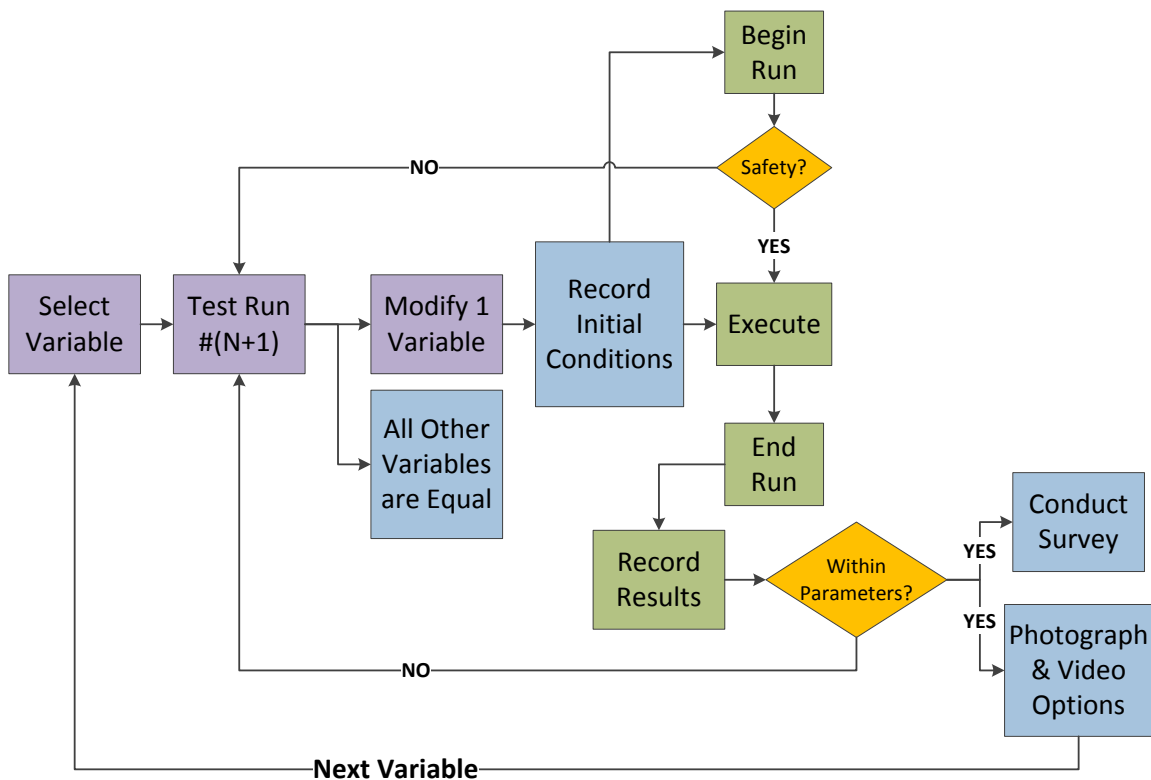 Begin
Run
NO
Safety?
YES
Select
Variable
Test Run
#(N+1)
Modify 1
Variable
Record
Initial
Conditions
Execute
All Other
Variables
are Equal
End
Run
Record
Results
Within
Parameters?
YES
Conduct
Survey
YES
Photograph
& Video
Options
NO
Next Variable